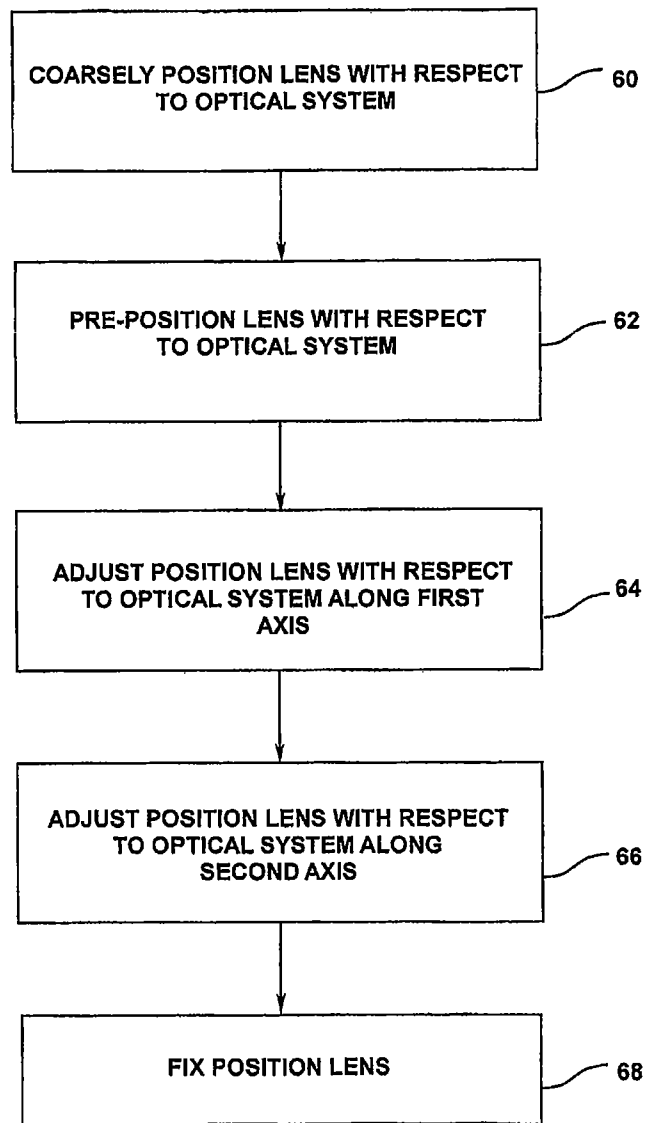 COARSELY POSITION LENS WITH RESPECT
TO OPTICAL SYSTEM
60
PRE-POSITION LENS WITH RESPECT
TO OPTICAL SYSTEM
62
ADJUST POSITION LENS WITH RESPECT
TO OPTICAL SYSTEM ALONG FIRST
AXIS
64
ADJUST POSITION LENS WITH RESPECT
TO OPTICAL SYSTEM ALONG
SECOND AXIS
66
FIX POSITION LENS
68